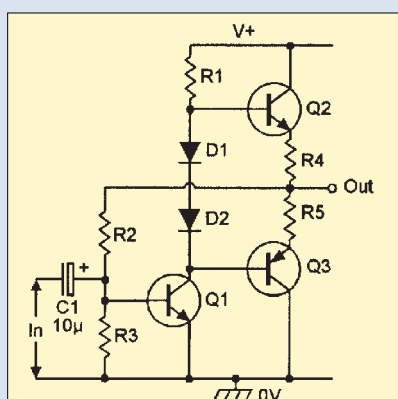 V+
R1
Q2
D1
R4
Out
D2
R5
R2
Q3
+
Q1
C1
10µ
In
R3
0V